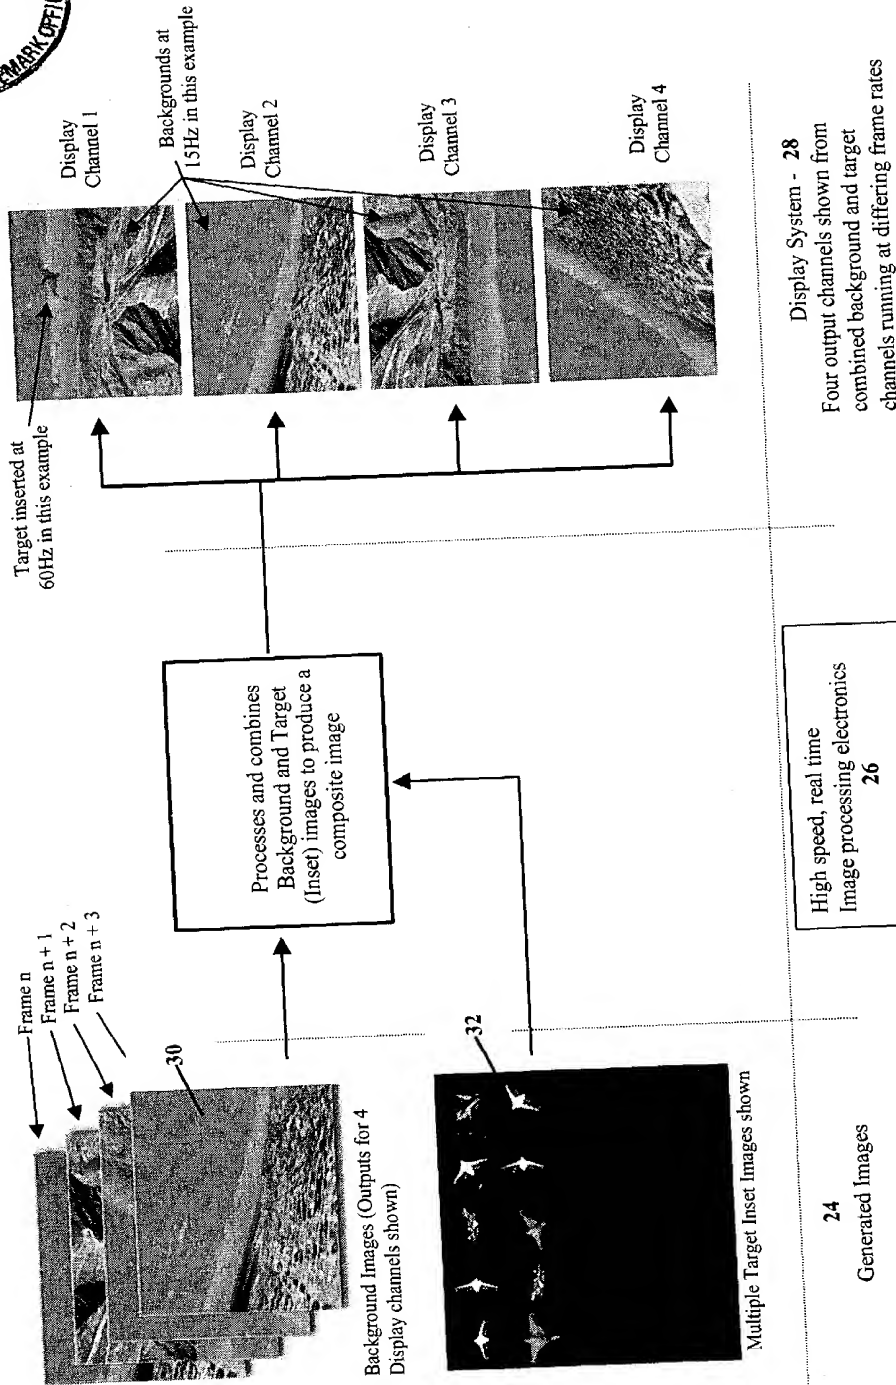 EMARK OFFI
Target inserted at
60Hz in this example
Backgrounds at
15Hz in this example
Display
Channel 1
Display
Channel 2
Display
Channel 3
Display
Channel 4
Frame n
Frame n + 1
Frame n + 2
Frame n + 3
30
Background Images (Outputs for 4
Display channels shown)
Processes and combines
Background and Target
(Inset) images to produce a
composite image
32
Multiple Target Inset Images shown
24
Generated Images
High speed, real time
Image processing electronics
26
Display System - 28
Four output channels shown from
combined background and target
channels running at differing frame rates